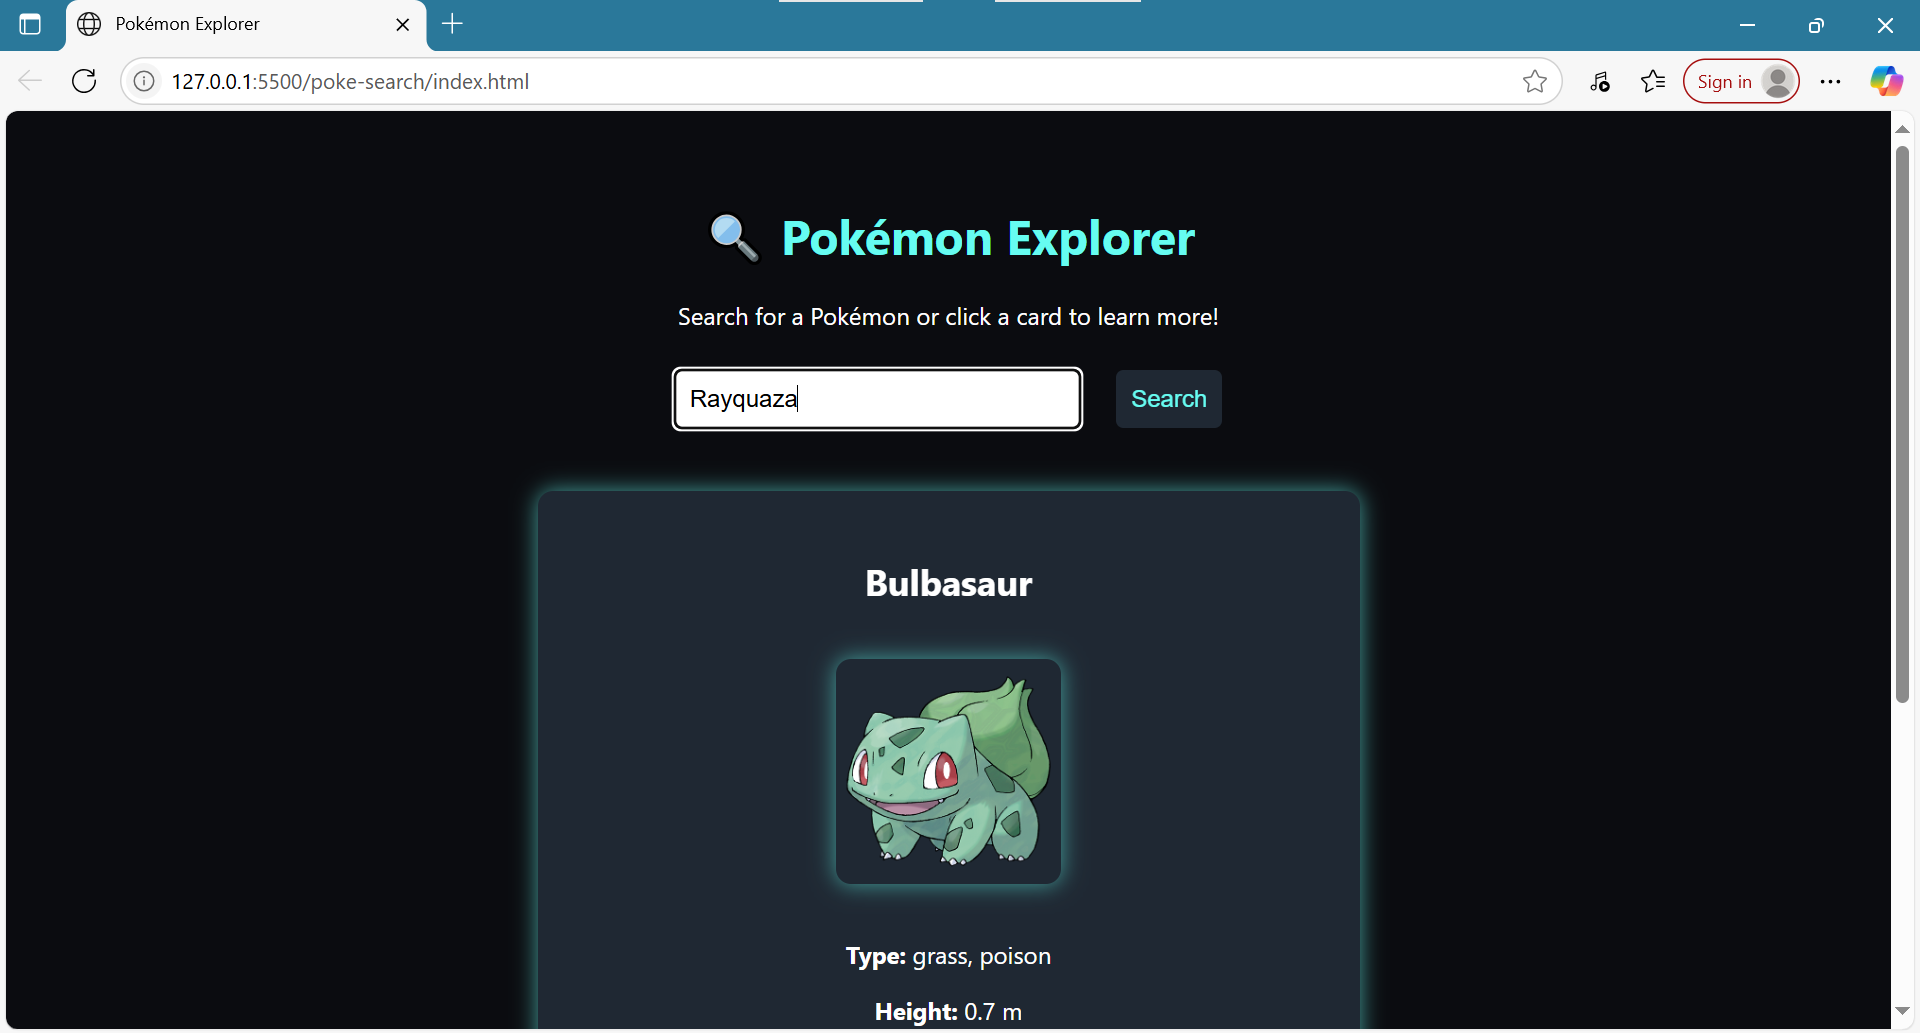 Pokémon Explorer
127.0.0.1:5500/poke-search/index.html
Sign in
Pokémon Explorer
Search for a Pokémon or click a card to learn more!
Rayquaza
Search
Bulbasaur
Type: grass, poison
Height: 0.7 m